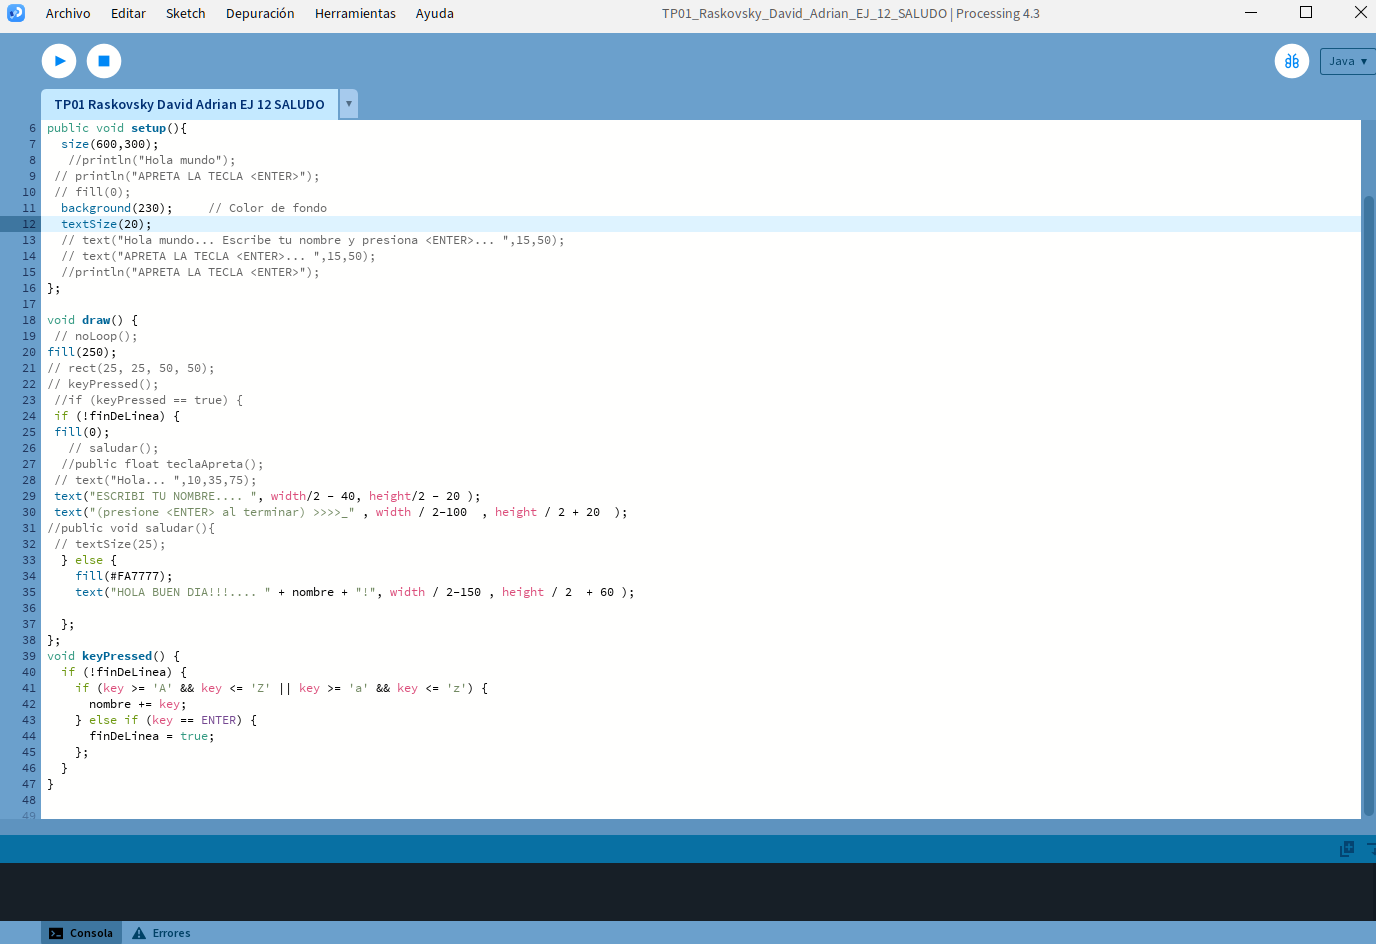 Archivo Editar Sketch Depuración Herramientas Ayuda TP01_Raskovsky_David_Adrian_EJ_12_SALUDO | Processing 4.3
Java ▼
TP01 Raskovsky David Adrian EJ 12 SALUDO ▼
6 public void setup(){
7   size(600,300);
8    //println("Hola mundo");
9  // println("APRETA LA TECLA <ENTER>");
10  // fill(0);
11   background(230);     // Color de fondo
12   textSize(20);
13   // text("Hola mundo... Escribe tu nombre y presiona <ENTER>... ",15,50);
14   // text("APRETA LA TECLA <ENTER>... ",15,50);
15   //println("APRETA LA TECLA <ENTER>");
16 };
17
18 void draw() {
19  // noLoop();
20 fill(250);
21 // rect(25, 25, 50, 50);
22 // keyPressed();
23  //if (keyPressed == true) {
24  if (!finDeLinea) {
25  fill(0);
26    // saludar();
27   //public float teclaApreta();
28  // text("Hola... ",10,35,75);
29  text("ESCRIBI TU NOMBRE.... ", width/2 - 40, height/2 - 20 );
30  text("(presione <ENTER> al terminar) >>>>_" , width / 2-100  , height / 2 + 20  );
31 //public void saludar(){
32  // textSize(25);
33   } else {
34     fill(#FA7777);
35     text("HOLA BUEN DIA!!!.... " + nombre + "!", width / 2-150 , height / 2  + 60 );
36
37   };
38 };
39 void keyPressed() {
40   if (!finDeLinea) {
41     if (key >= 'A' && key <= 'Z' || key >= 'a' && key <= 'z') {
42       nombre += key;
43     } else if (key == ENTER) {
44       finDeLinea = true;
45     };
46   }
47 }
48
49
Consola Errores